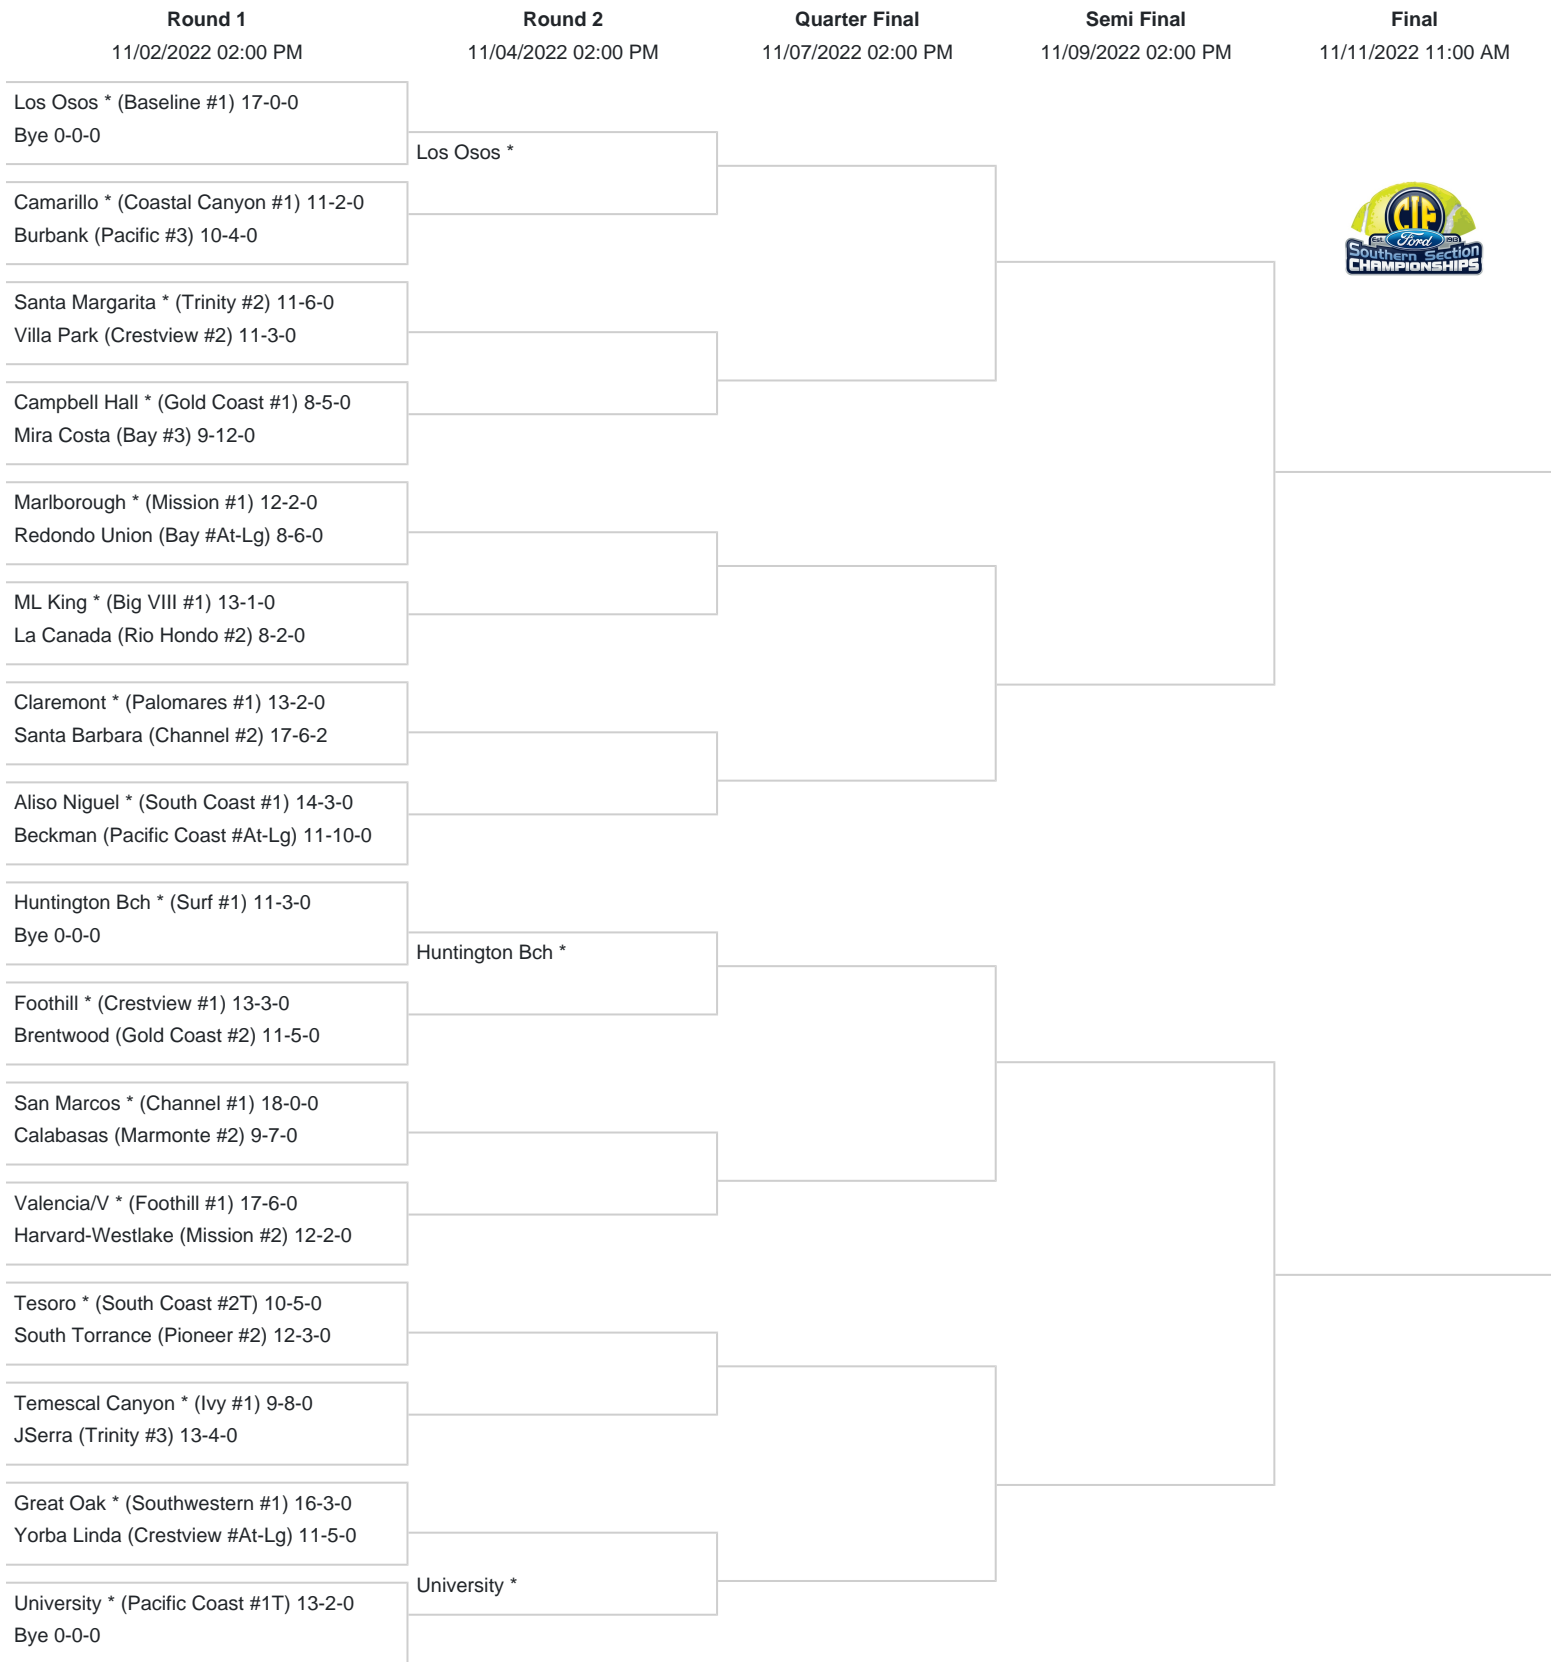 Round 1
11/02/2022 02:00 PM
Round 2
11/04/2022 02:00 PM
Quarter Final
11/07/2022 02:00 PM
Semi Final
11/09/2022 02:00 PM
Final
11/11/2022 11:00 AM
Los Osos * (Baseline #1) 17-0-0
Bye 0-0-0
Camarillo * (Coastal Canyon #1) 11-2-0
Burbank (Pacific #3) 10-4-0
Santa Margarita * (Trinity #2) 11-6-0
Villa Park (Crestview #2) 11-3-0
Campbell Hall * (Gold Coast #1) 8-5-0
Mira Costa (Bay #3) 9-12-0
Marlborough * (Mission #1) 12-2-0
Redondo Union (Bay #At-Lg) 8-6-0
ML King * (Big VIII #1) 13-1-0
La Canada (Rio Hondo #2) 8-2-0
Claremont * (Palomares #1) 13-2-0
Santa Barbara (Channel #2) 17-6-2
Aliso Niguel * (South Coast #1) 14-3-0
Beckman (Pacific Coast #At-Lg) 11-10-0
Huntington Bch * (Surf #1) 11-3-0
Bye 0-0-0
Foothill * (Crestview #1) 13-3-0
Brentwood (Gold Coast #2) 11-5-0
San Marcos * (Channel #1) 18-0-0
Calabasas (Marmonte #2) 9-7-0
Valencia/V * (Foothill #1) 17-6-0
Harvard-Westlake (Mission #2) 12-2-0
Tesoro * (South Coast #2T) 10-5-0
South Torrance (Pioneer #2) 12-3-0
Temescal Canyon * (Ivy #1) 9-8-0
JSerra (Trinity #3) 13-4-0
Great Oak * (Southwestern #1) 16-3-0
Yorba Linda (Crestview #At-Lg) 11-5-0
University * (Pacific Coast #1T) 13-2-0
Bye 0-0-0
Los Osos *
Huntington Bch *
University *
CIF
Est. Ford 1913
Southern Section
CHAMPIONSHIPS